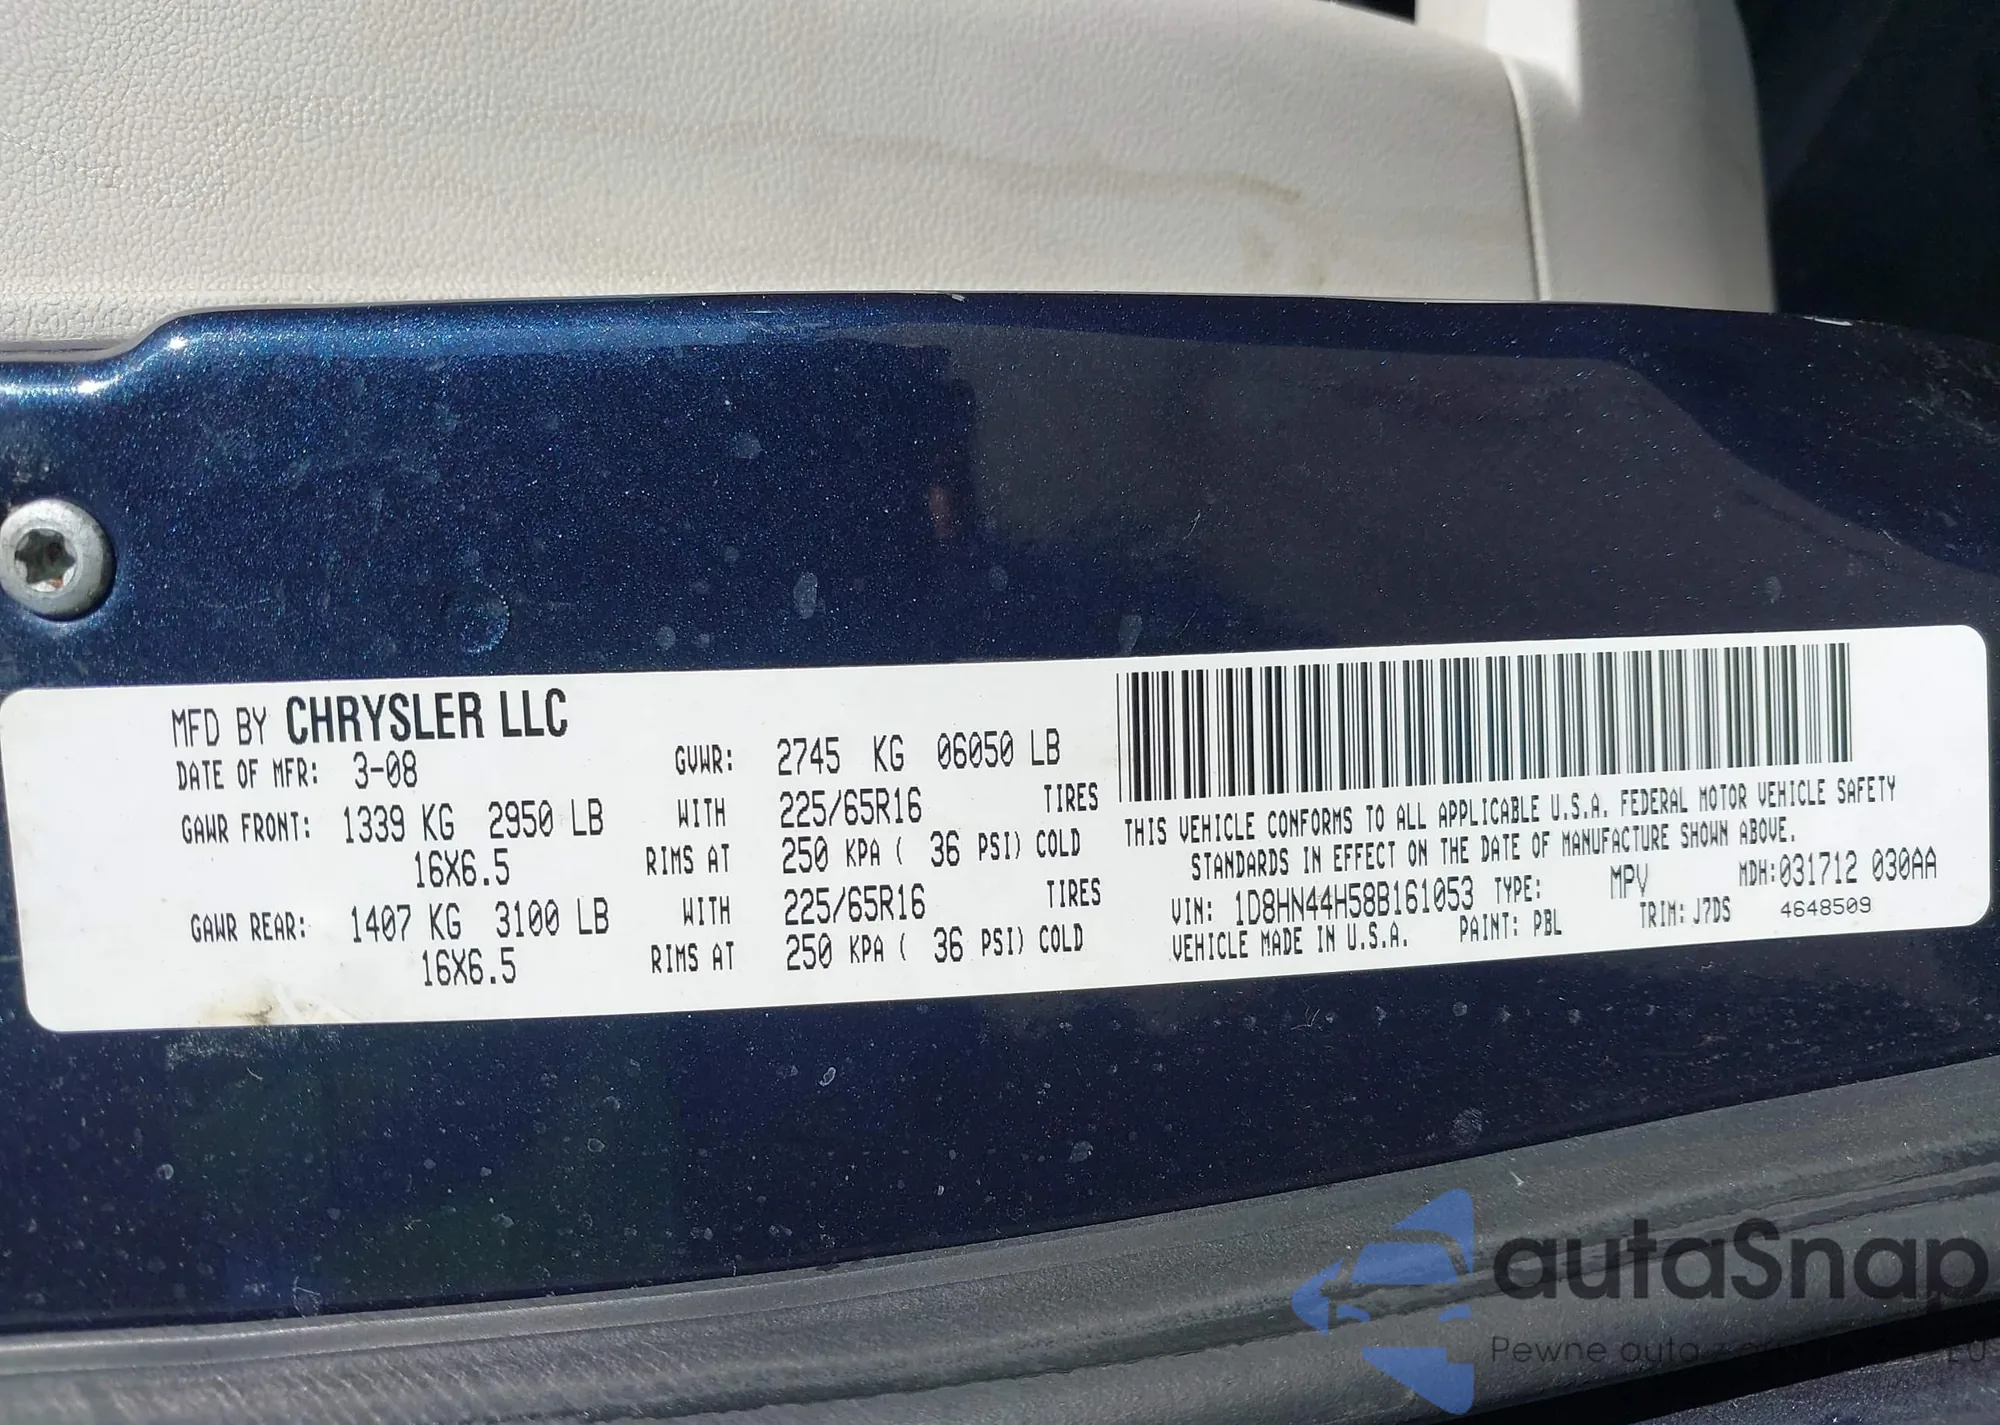 MFD BY CHRYSLER LLC
DATE OF MFR: 3-08 GVWR: 2745 KG 06050 LB
GAWR FRONT: 1339 KG 2950 LB WITH 225/65R16 TIRES
16X6.5 RIMS AT 250 KPA ( 36 PSI) COLD
GAWR REAR: 1407 KG 3100 LB WITH 225/65R16 TIRES
16X6.5 RIMS AT 250 KPA ( 36 PSI) COLD
THIS VEHICLE CONFORMS TO ALL APPLICABLE U.S.A. FEDERAL MOTOR VEHICLE SAFETY
STANDARDS IN EFFECT ON THE DATE OF MANUFACTURE SHOWN ABOVE.
VIN: 1D8HN44H58B161053 TYPE: MPV MDH:031712 030AA
VEHICLE MADE IN U.S.A. PAINT: PBL TRIM: J7DS 4648509
autaSnap
Pewne auta z EU